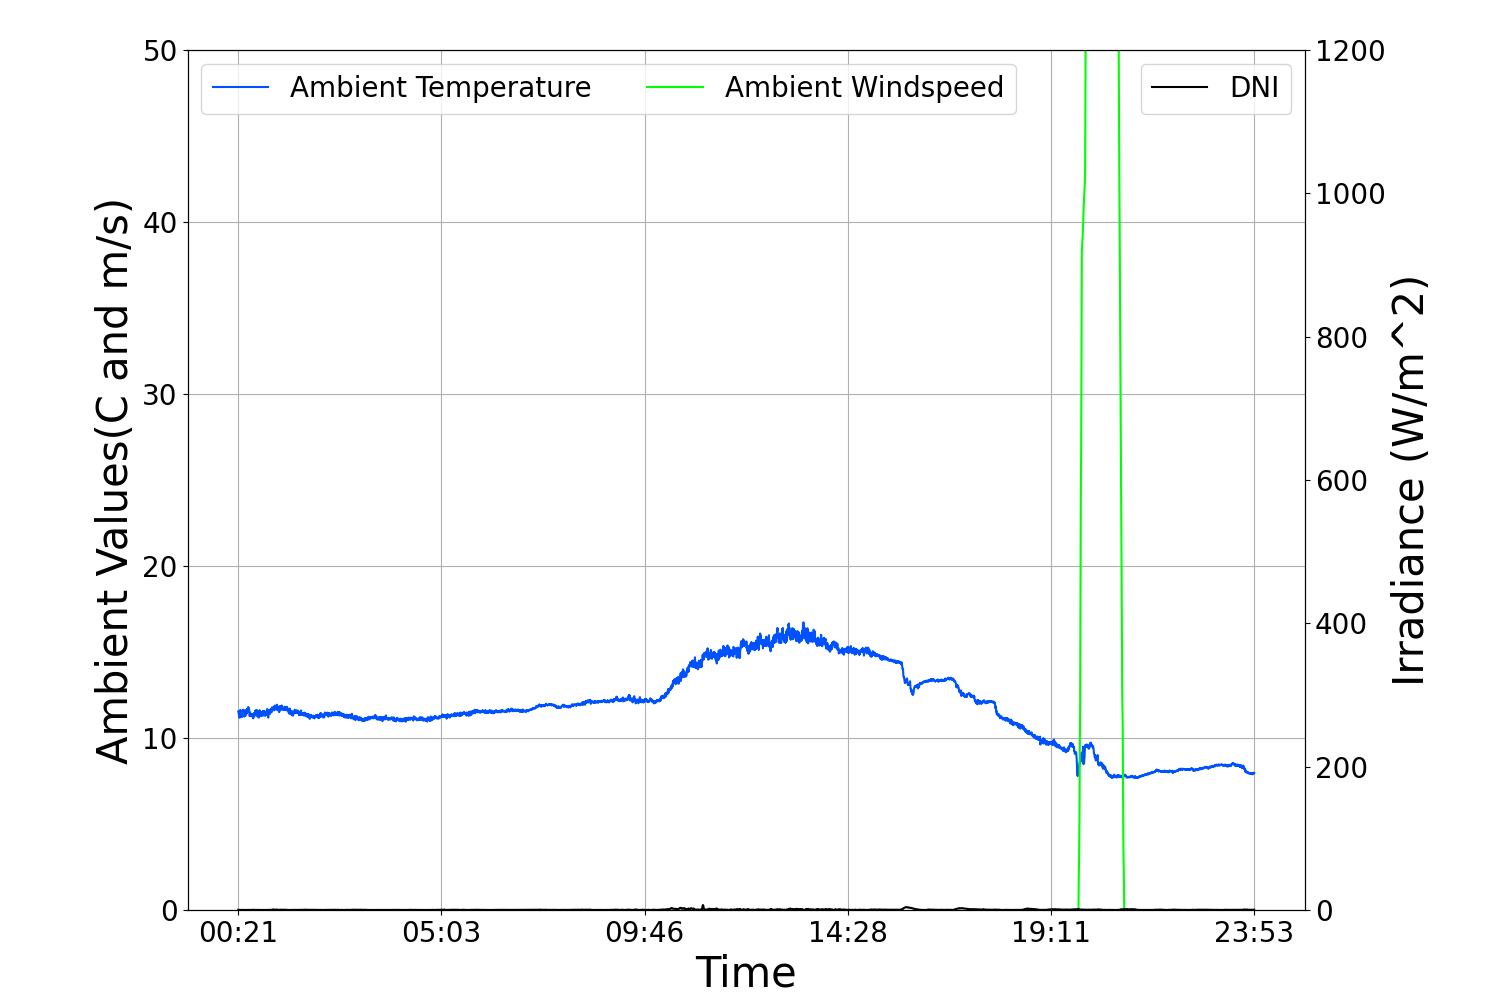 Ambient Temperature Ambient Windspeed DNI
Ambient Values(C and m/s)
50
40
30
20
10
0
1200
1000
800
600
400
200
0
Irradiance (W/m^2)
00:21 05:03 09:46 14:28 19:11 23:53
Time